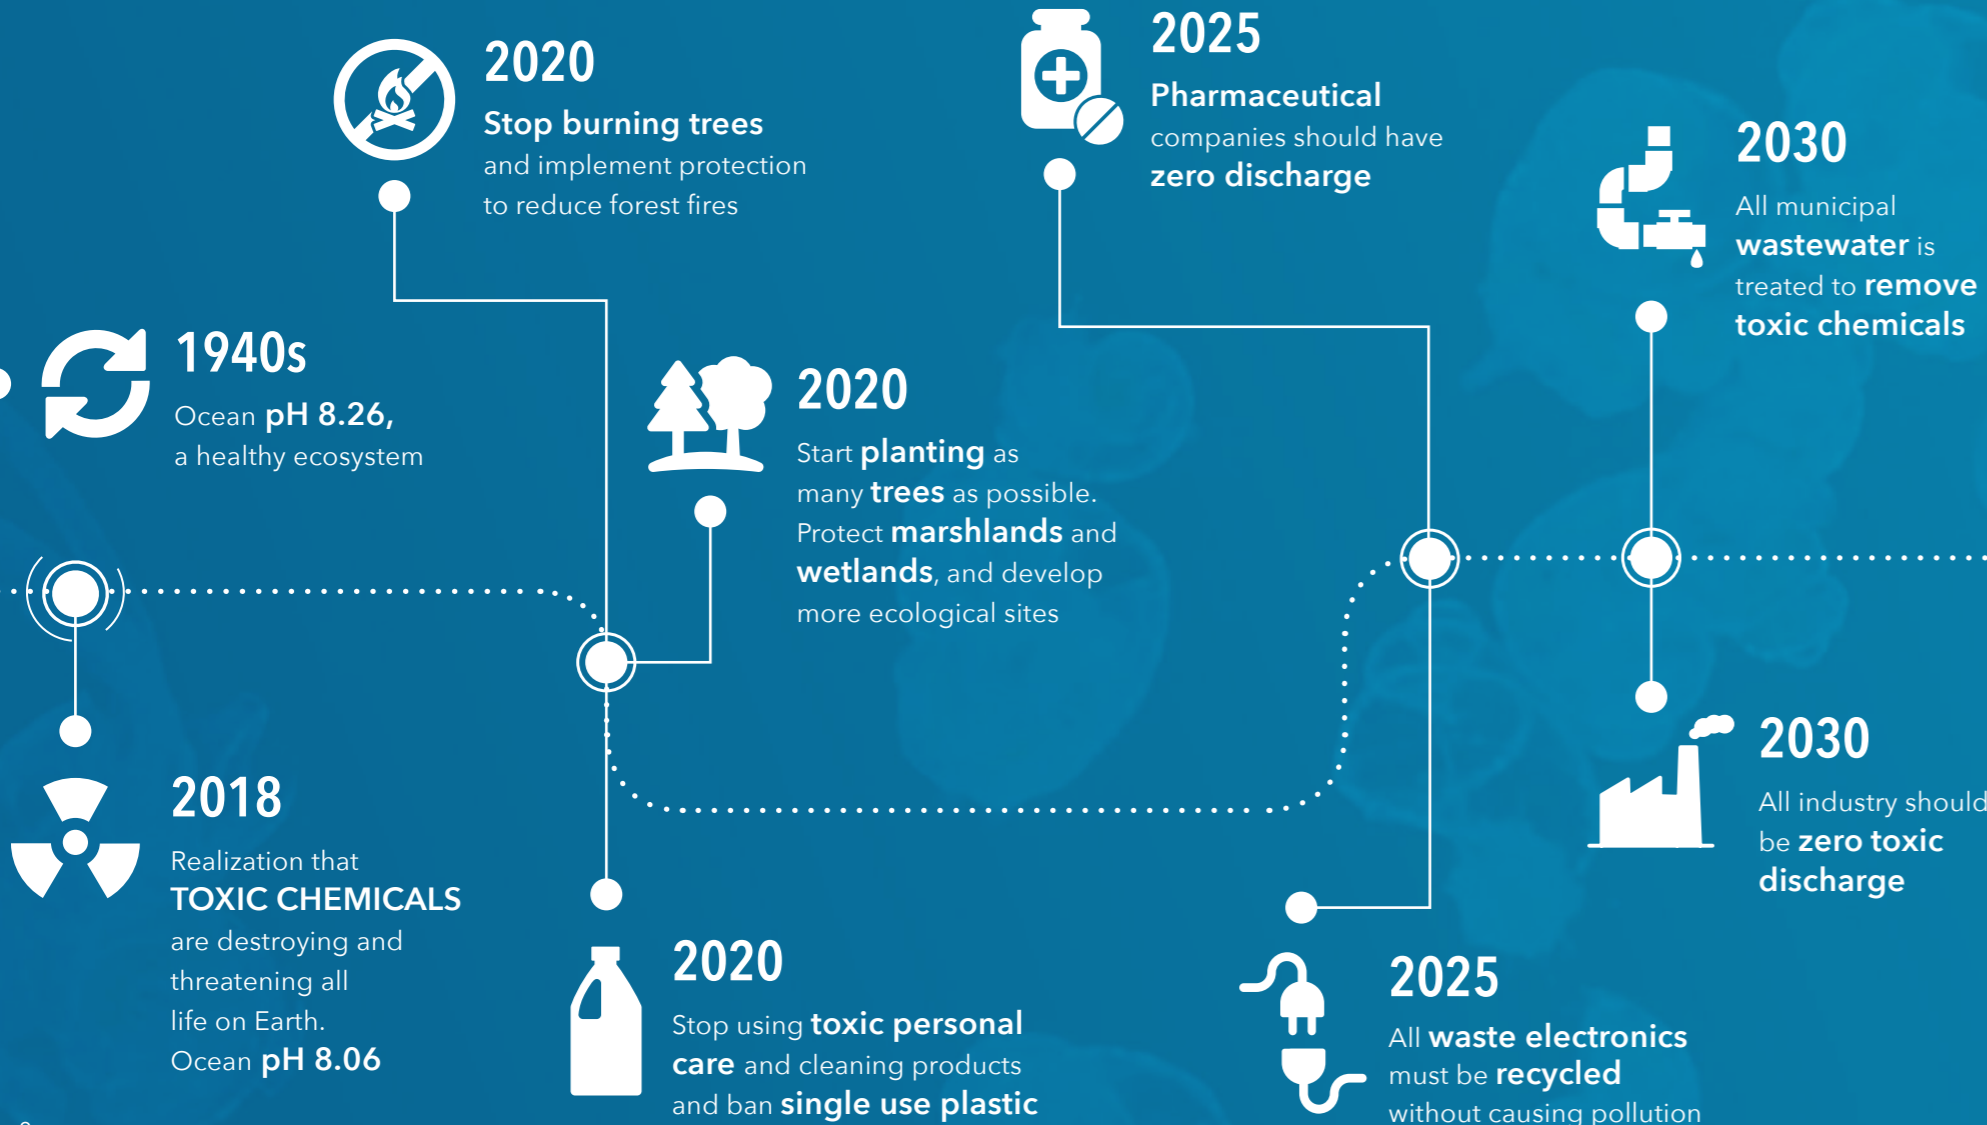 2020
Stop burning trees
and implement protection
to reduce forest fires
2025
Pharmaceutical
companies should have
zero discharge
2030
All municipal
wastewater is
treated to remove
toxic chemicals
1940s
Ocean pH 8.26,
a healthy ecosystem
2020
Start planting as
many trees as possible.
Protect marshlands and
wetlands, and develop
more ecological sites
2018
Realization that
TOXIC CHEMICALS
are destroying and
threatening all
life on Earth.
Ocean pH 8.06
2020
Stop using toxic personal
care and cleaning products
and ban single use plastic
2025
All waste electronics
must be recycled
without causing pollution
2030
All industry should
be zero toxic
discharge